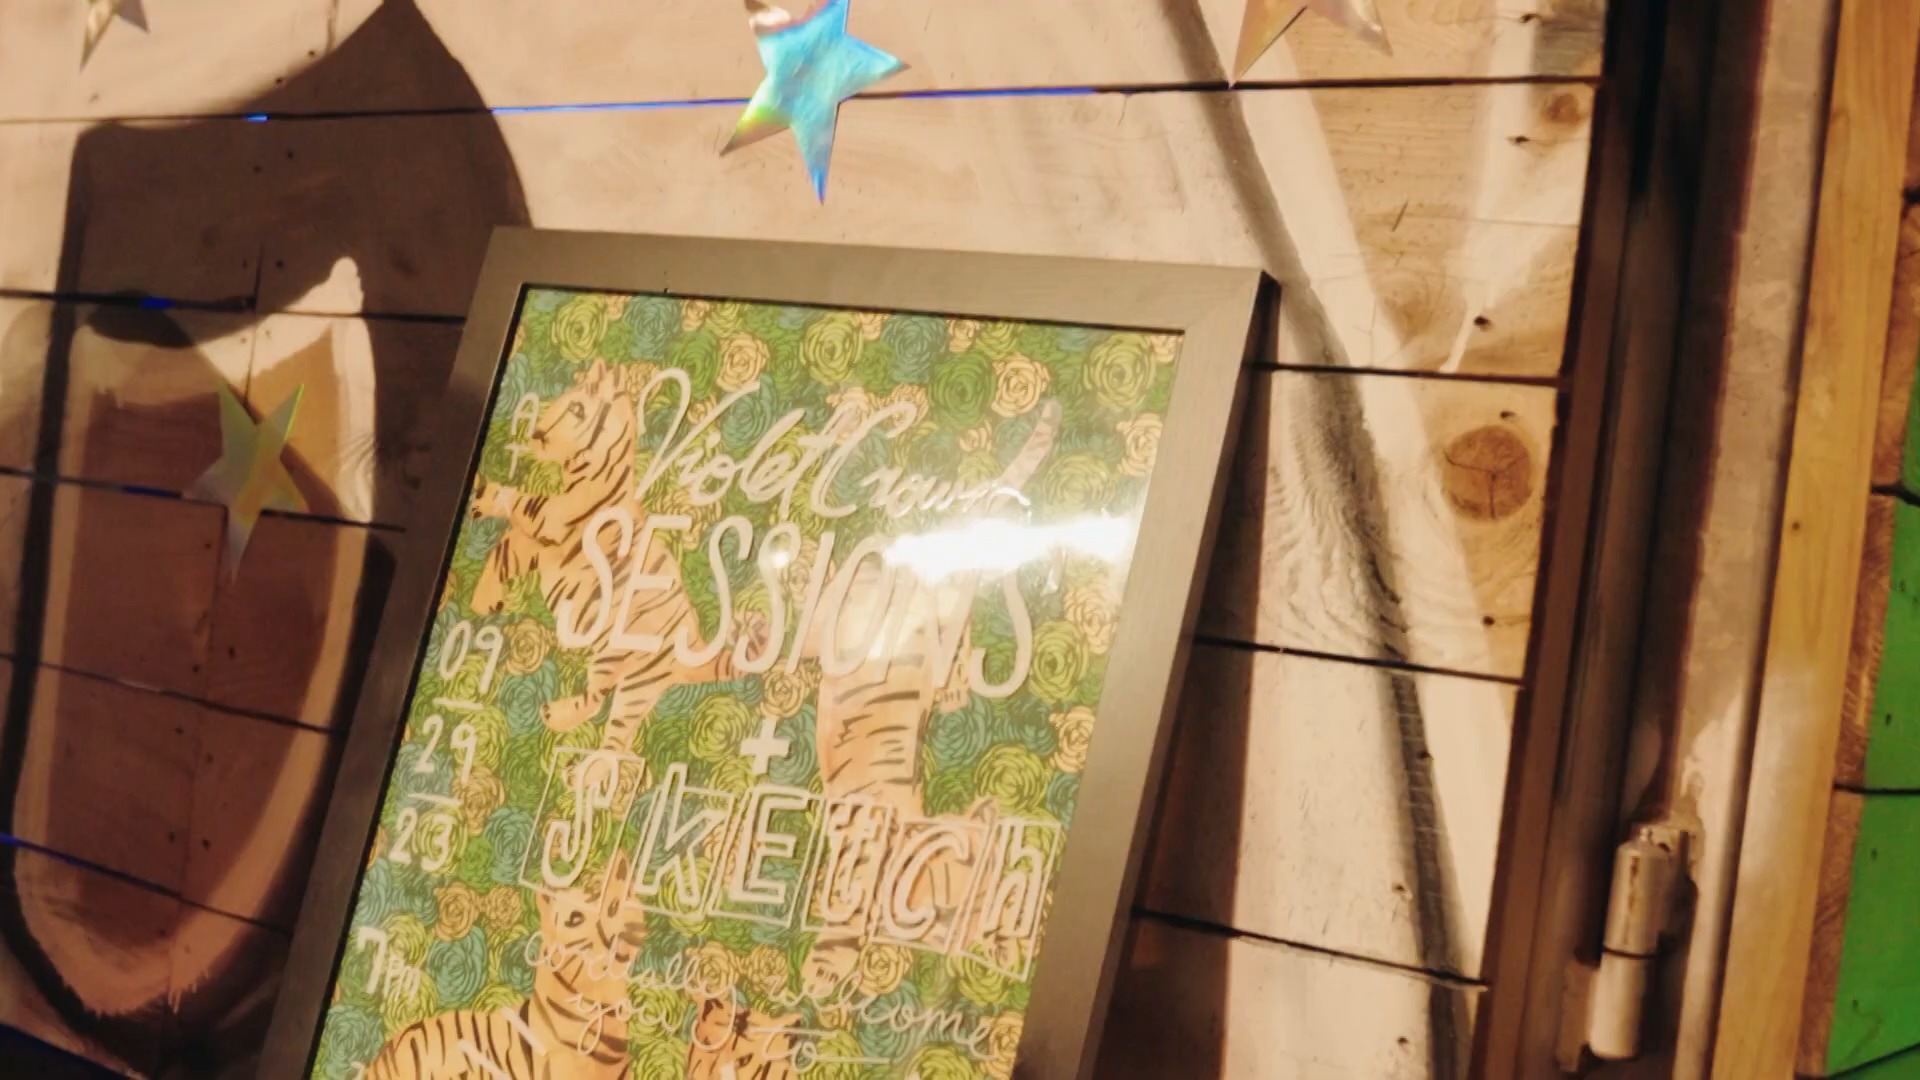 AT
Violet Crown
SESSIONS
+
SKEtch
09
29
23
7PM
Cordially welcome
you to